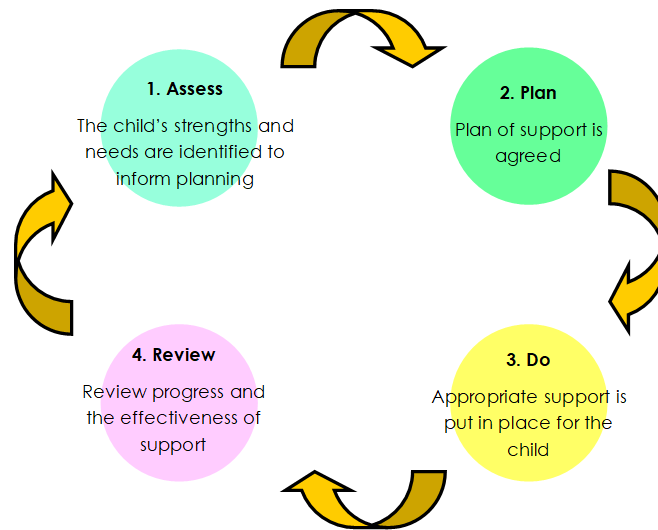 1. Assess
The child’s strengths and
needs are identified to
inform planning
2. Plan
Plan of support is
agreed
3. Do
Appropriate support is
put in place for the
child
4. Review
Review progress and
the effectiveness of
support